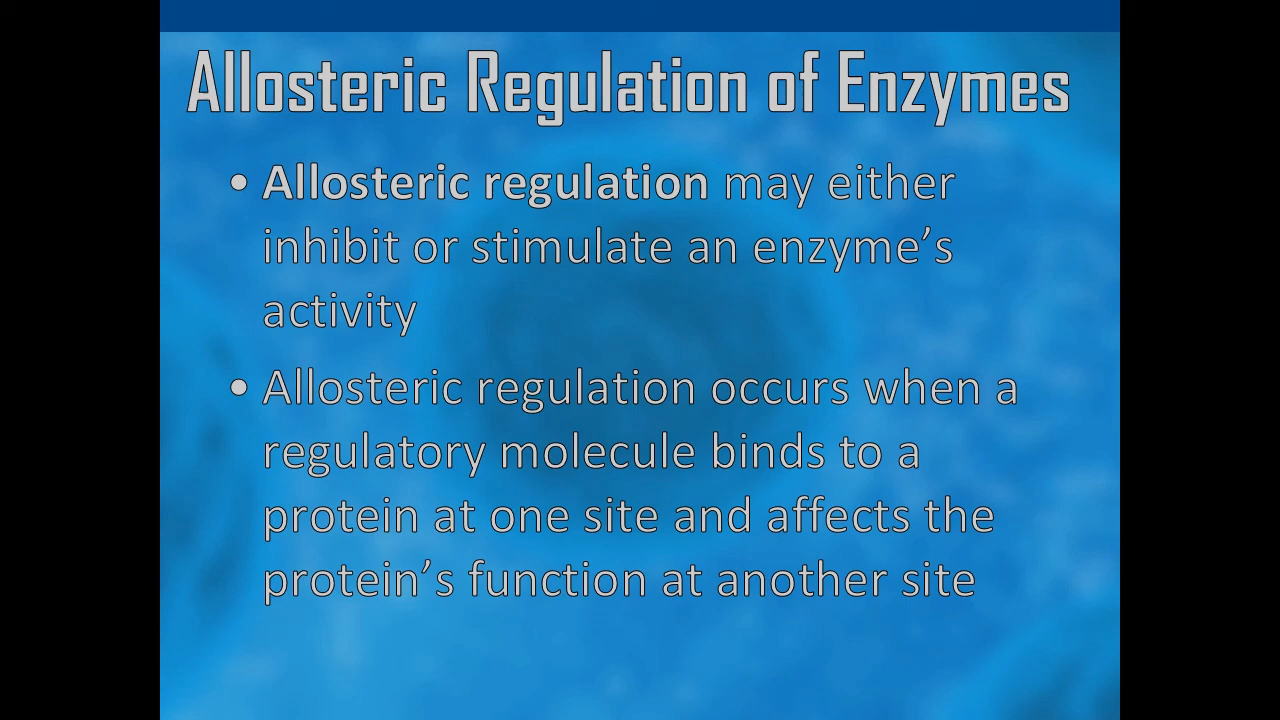 Allosteric Regulation of Enzymes
• Allosteric regulation may either
inhibit or stimulate an enzyme’s
activity
• Allosteric regulation occurs when a
regulatory molecule binds to a
protein at one site and affects the
protein’s function at another site